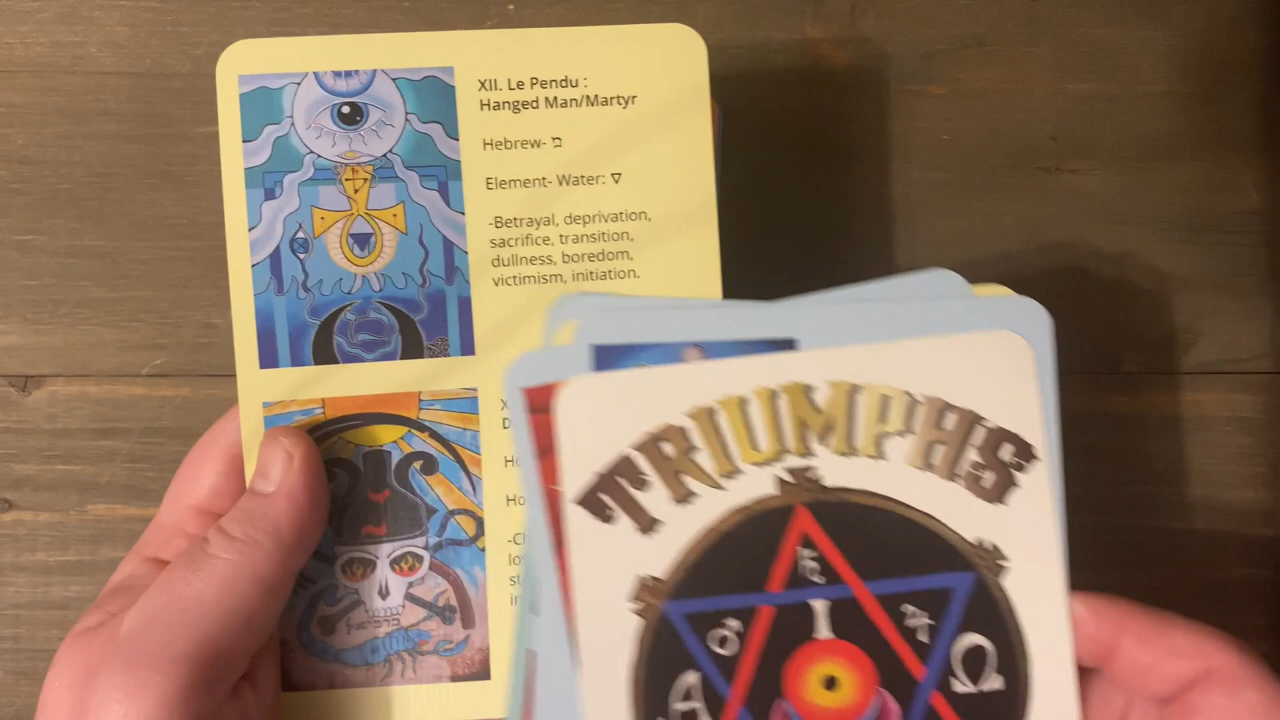 XII. Le Pendu :
Hanged Man/Martyr
Hebrew- מ
Element- Water: ▽
-Betrayal, deprivation,
sacrifice, transition,
dullness, boredom,
victimism, initiation.
TRIUMPHS
♄
I
♂ ♃
A Ω